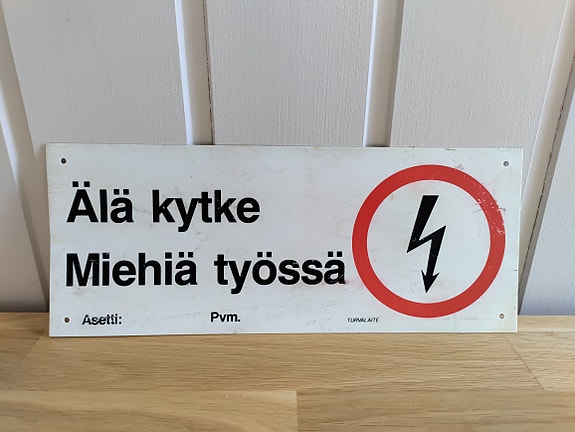 Älä kytke
Miehiä työssä
Asetti: Pvm. TURVALAITE